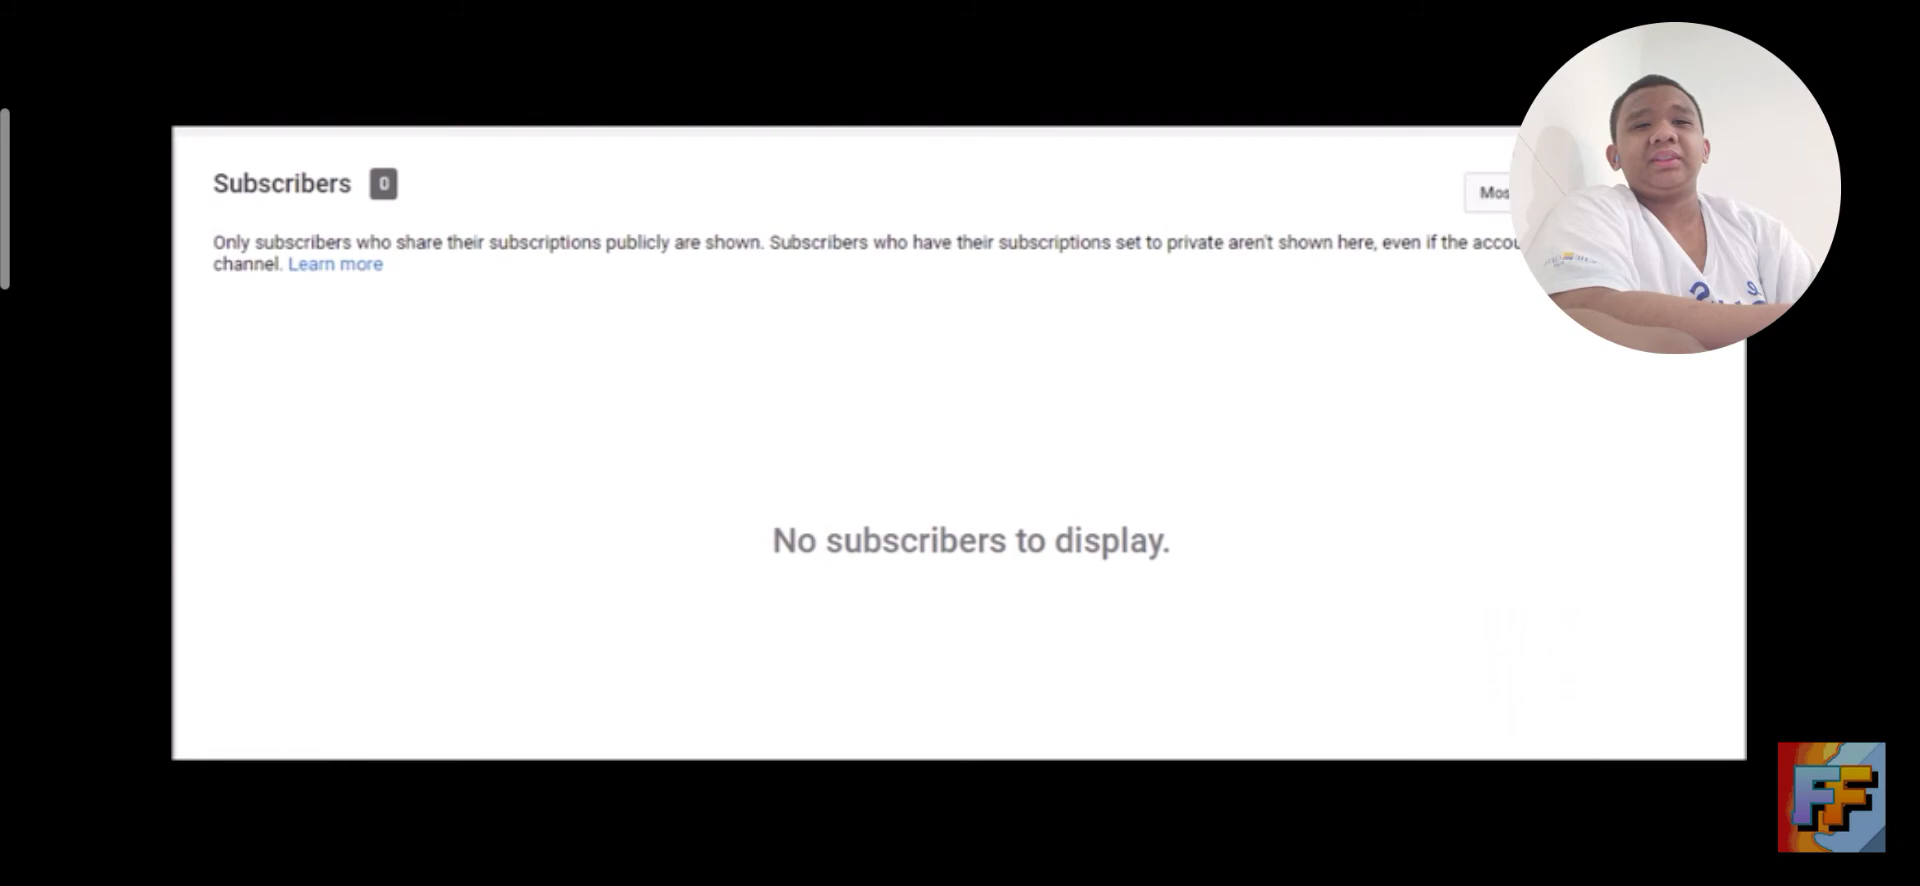 Subscribers 0
Mos
Only subscribers who share their subscriptions publicly are shown. Subscribers who have their subscriptions set to private aren't shown here, even if the accou
channel. Learn more
No subscribers to display.
FF